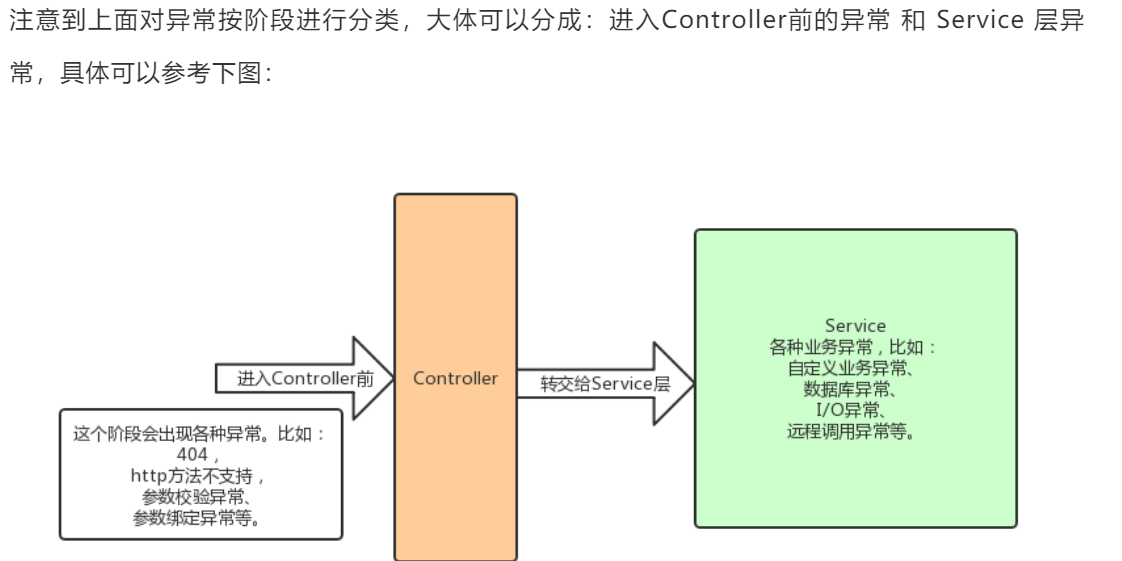 注意到上面对异常按阶段进行分类，大体可以分成：进入Controller前的异常 和 Service 层异
常，具体可以参考下图：
进入Controller前
这个阶段会出现各种异常。比如：
404，
http方法不支持，
参数校验异常、
参数绑定异常等。
Controller
转交给Service层
Service
各种业务异常，比如：
自定义业务异常、
数据库异常、
I/O异常、
远程调用异常等。